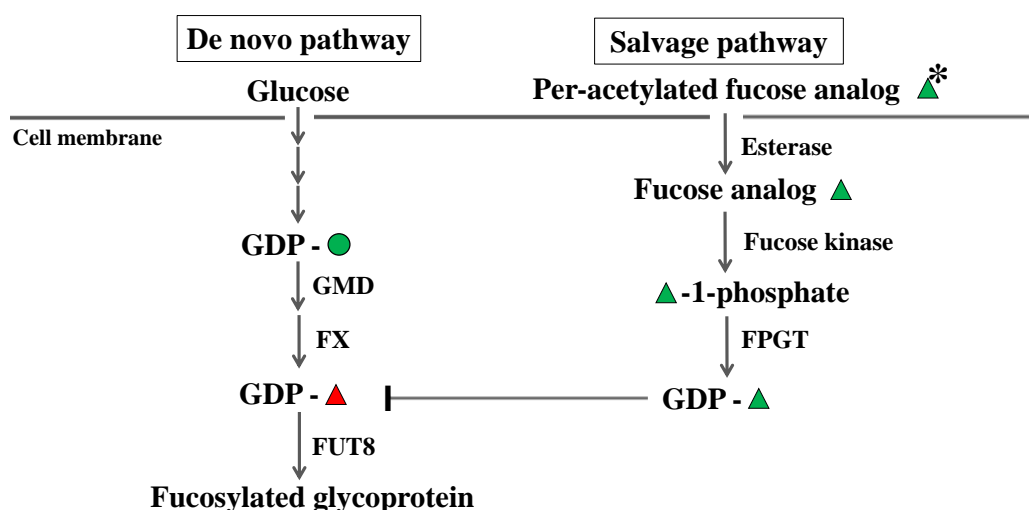 De novo pathway
Salvage pathway
Glucose
Per-acetylated fucose analog *
Cell membrane
Esterase
Fucose analog
GDP -
Fucose kinase
GMD
-1-phosphate
FX
FPGT
GDP -
GDP -
FUT8
Fucosylated glycoprotein